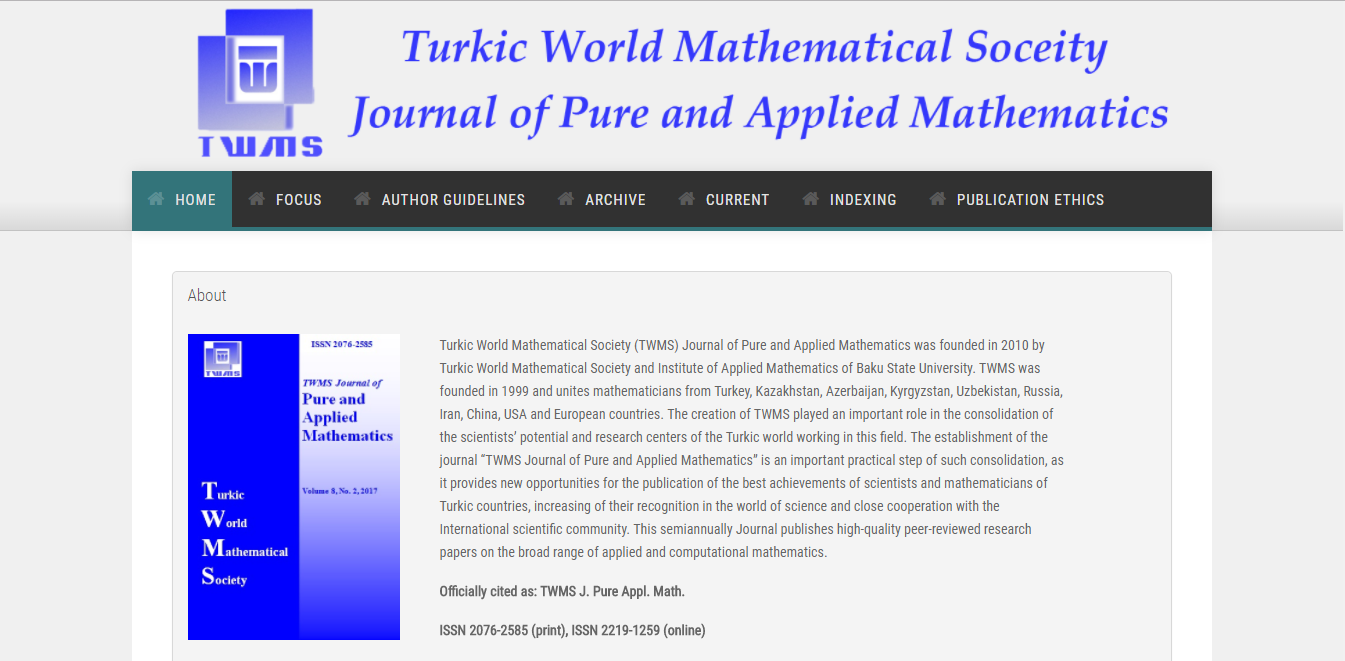 TWMS
Turkic World Mathematical Soceity
Journal of Pure and Applied Mathematics
HOME FOCUS AUTHOR GUIDELINES ARCHIVE CURRENT INDEXING PUBLICATION ETHICS
About
TWMS
ISSN 2076-2585
TWMS Journal of
Pure and
Applied
Mathematics
Volume 8, No. 2, 2017
Turkic
World
Mathematical
Society
Turkic World Mathematical Society (TWMS) Journal of Pure and Applied Mathematics was founded in 2010 by
Turkic World Mathematical Society and Institute of Applied Mathematics of Baku State University. TWMS was
founded in 1999 and unites mathematicians from Turkey, Kazakhstan, Azerbaijan, Kyrgyzstan, Uzbekistan, Russia,
Iran, China, USA and European countries. The creation of TWMS played an important role in the consolidation of
the scientists’ potential and research centers of the Turkic world working in this field. The establishment of the
journal “TWMS Journal of Pure and Applied Mathematics” is an important practical step of such consolidation, as
it provides new opportunities for the publication of the best achievements of scientists and mathematicians of
Turkic countries, increasing of their recognition in the world of science and close cooperation with the
International scientific community. This semiannually Journal publishes high-quality peer-reviewed research
papers on the broad range of applied and computational mathematics.
Officially cited as: TWMS J. Pure Appl. Math.
ISSN 2076-2585 (print), ISSN 2219-1259 (online)